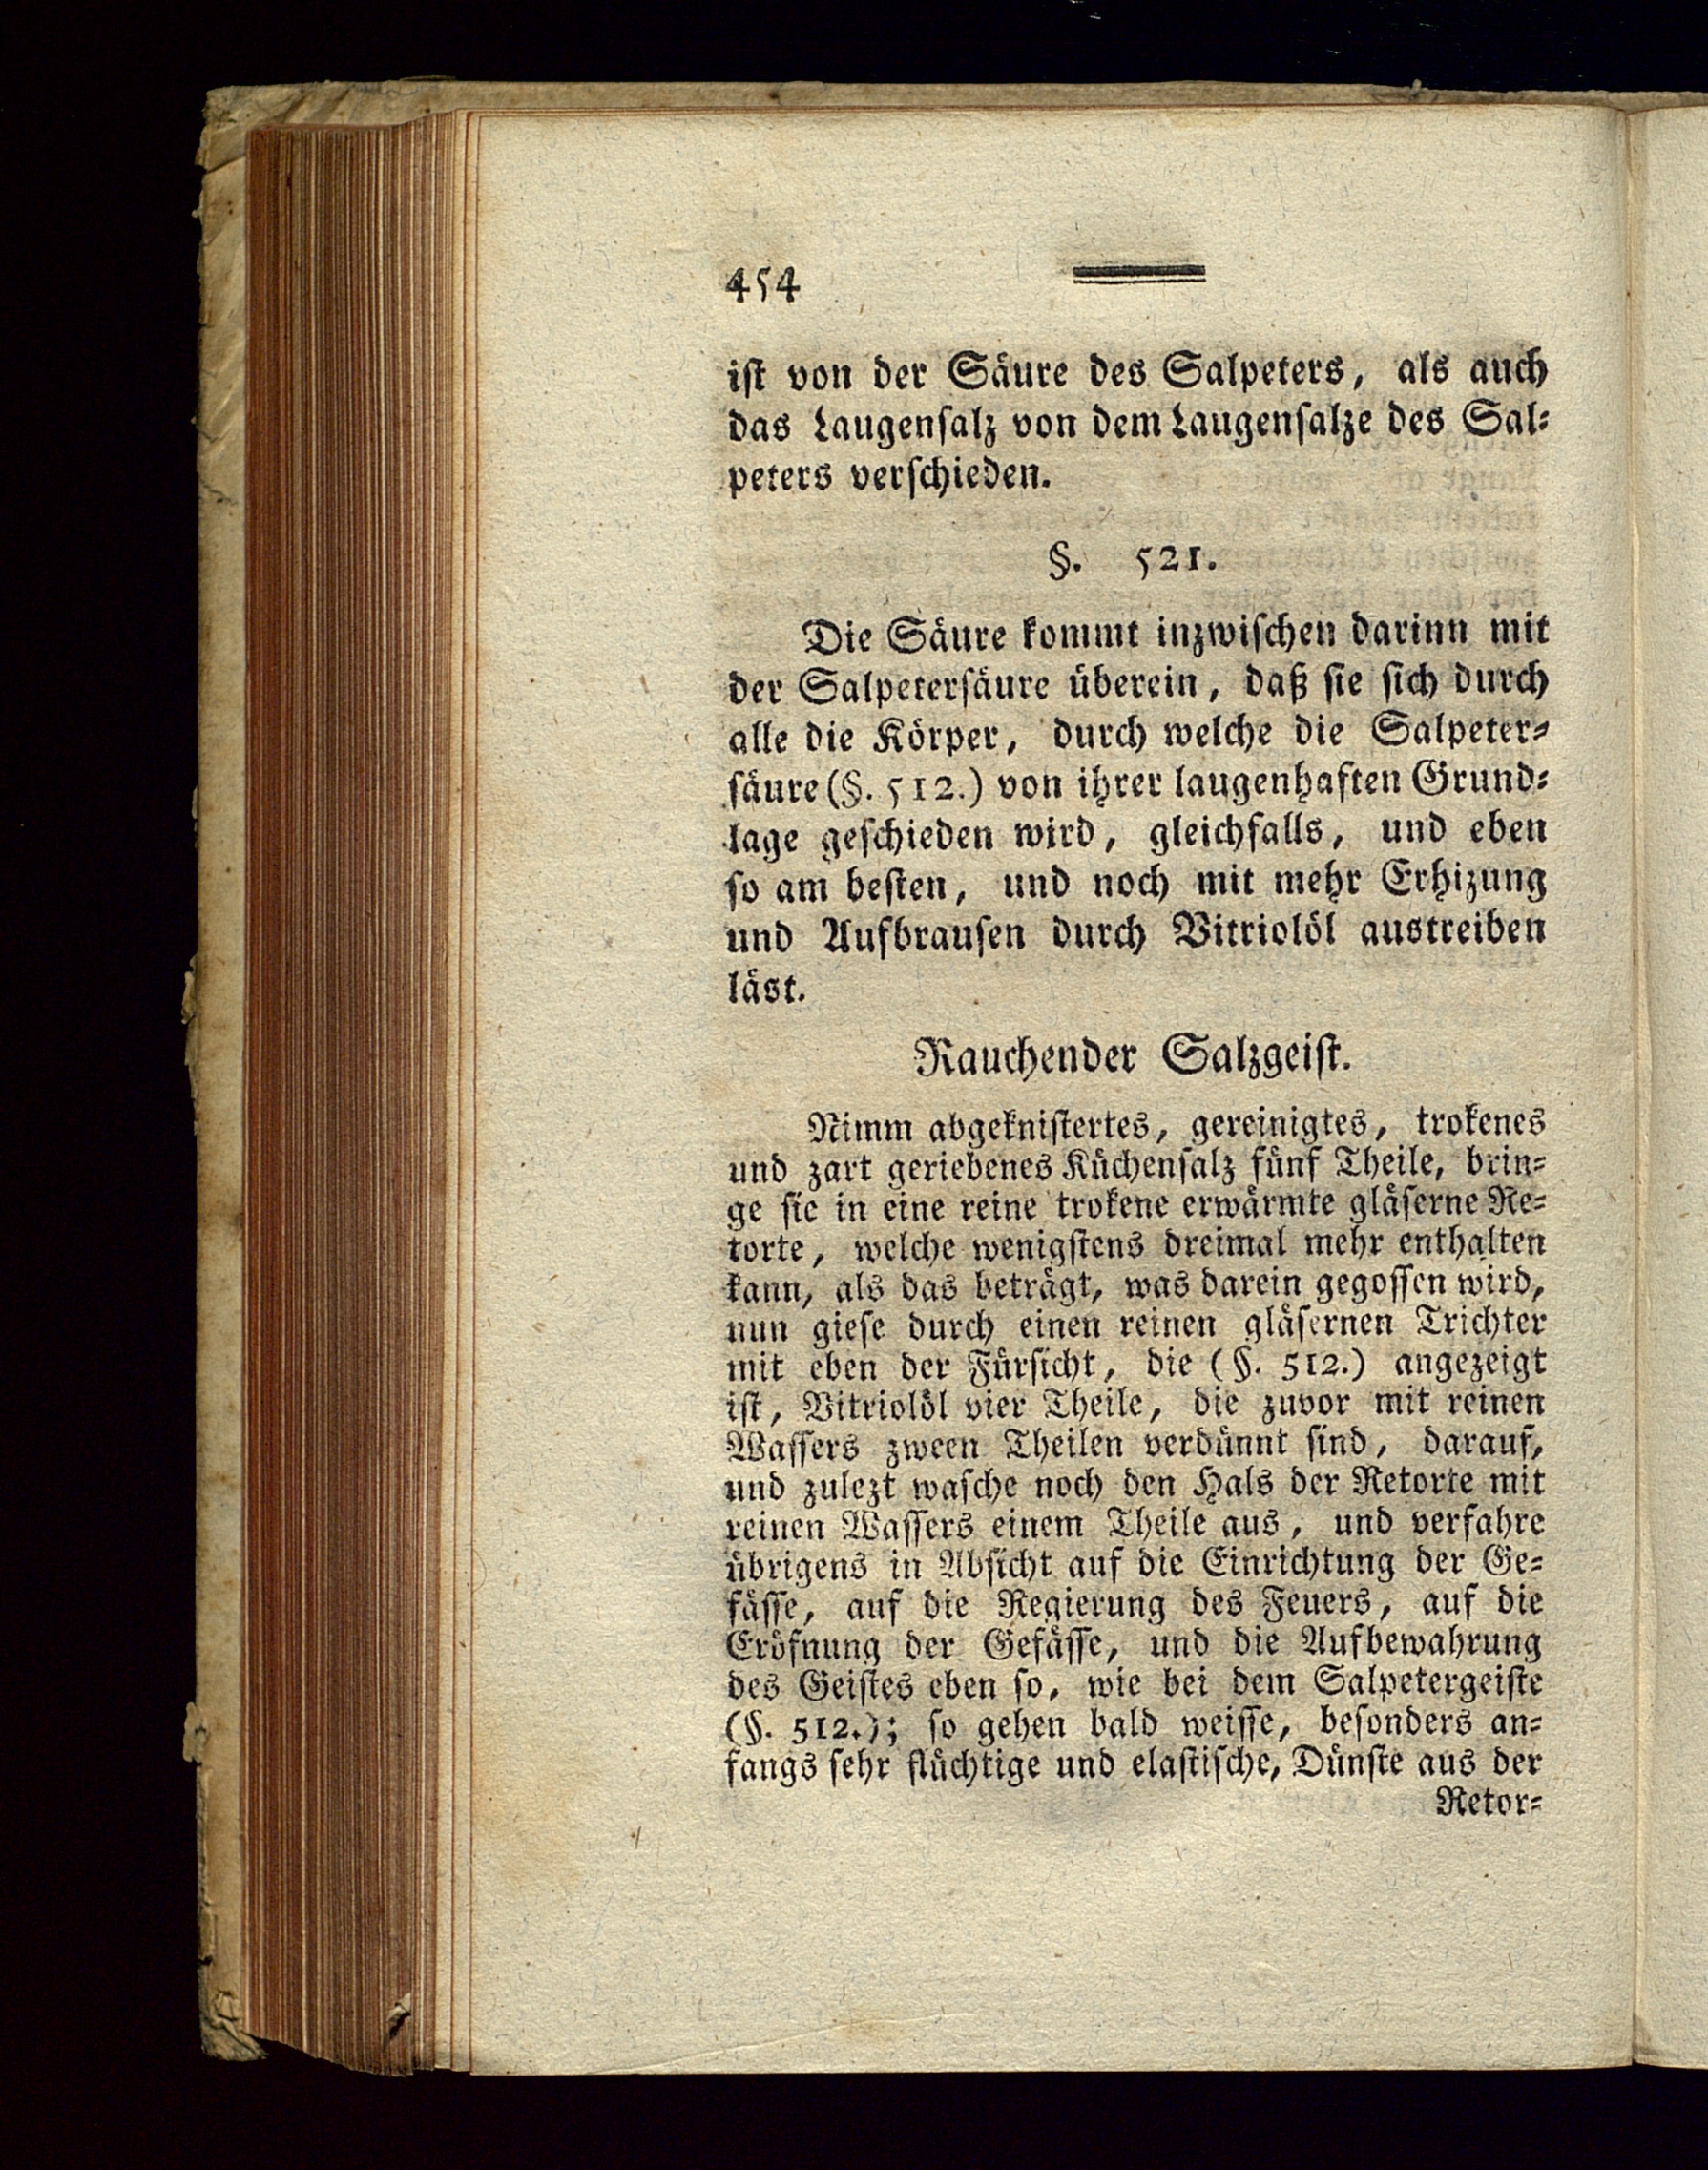 454
ist von der Säure des Salpeters, als auch
das Laugensalz von dem Laugensalze des Sal-
peters verschieden.
§. 521.
Die Säure kommt inzwischen darinn mit
der Salpetersäure überein, daß sie sich durch
alle die Körper, durch welche die Salpeter-
säure (§. 512.) von ihrer laugenhaften Grund-
lage geschieden wird, gleichfalls, und eben
so am besten, und noch mit mehr Erhizung
und Aufbrausen durch Vitriolöl austreiben
läst.
Rauchender Salzgeist.
Nimm abgeknistertes, gereinigtes, trokenes
und zart geriebenes Küchensalz fünf Theile, brin-
ge sie in eine reine trokene erwärmte gläserne Re-
torte, welche wenigstens dreimal mehr enthalten
kann, als das beträgt, was darein gegossen wird,
nun giese durch einen reinen gläsernen Trichter
mit eben der Fürsicht, die (§. 512.) angezeigt
ist, Vitriolöl vier Theile, die zuvor mit reinen
Wassers zween Theilen verdünnt sind, darauf,
und zulezt wasche noch den Hals der Retorte mit
reinen Wassers einem Theile aus, und verfahre
übrigens in Absicht auf die Einrichtung der Ge-
fässe, auf die Regierung des Feuers, auf die
Eröfnung der Gefässe, und die Aufbewahrung
des Geistes eben so, wie bei dem Salpetergeiste
(§. 512.); so gehen bald weisse, besonders an-
fangs sehr flüchtige und elastische, Dünste aus der
Retor-